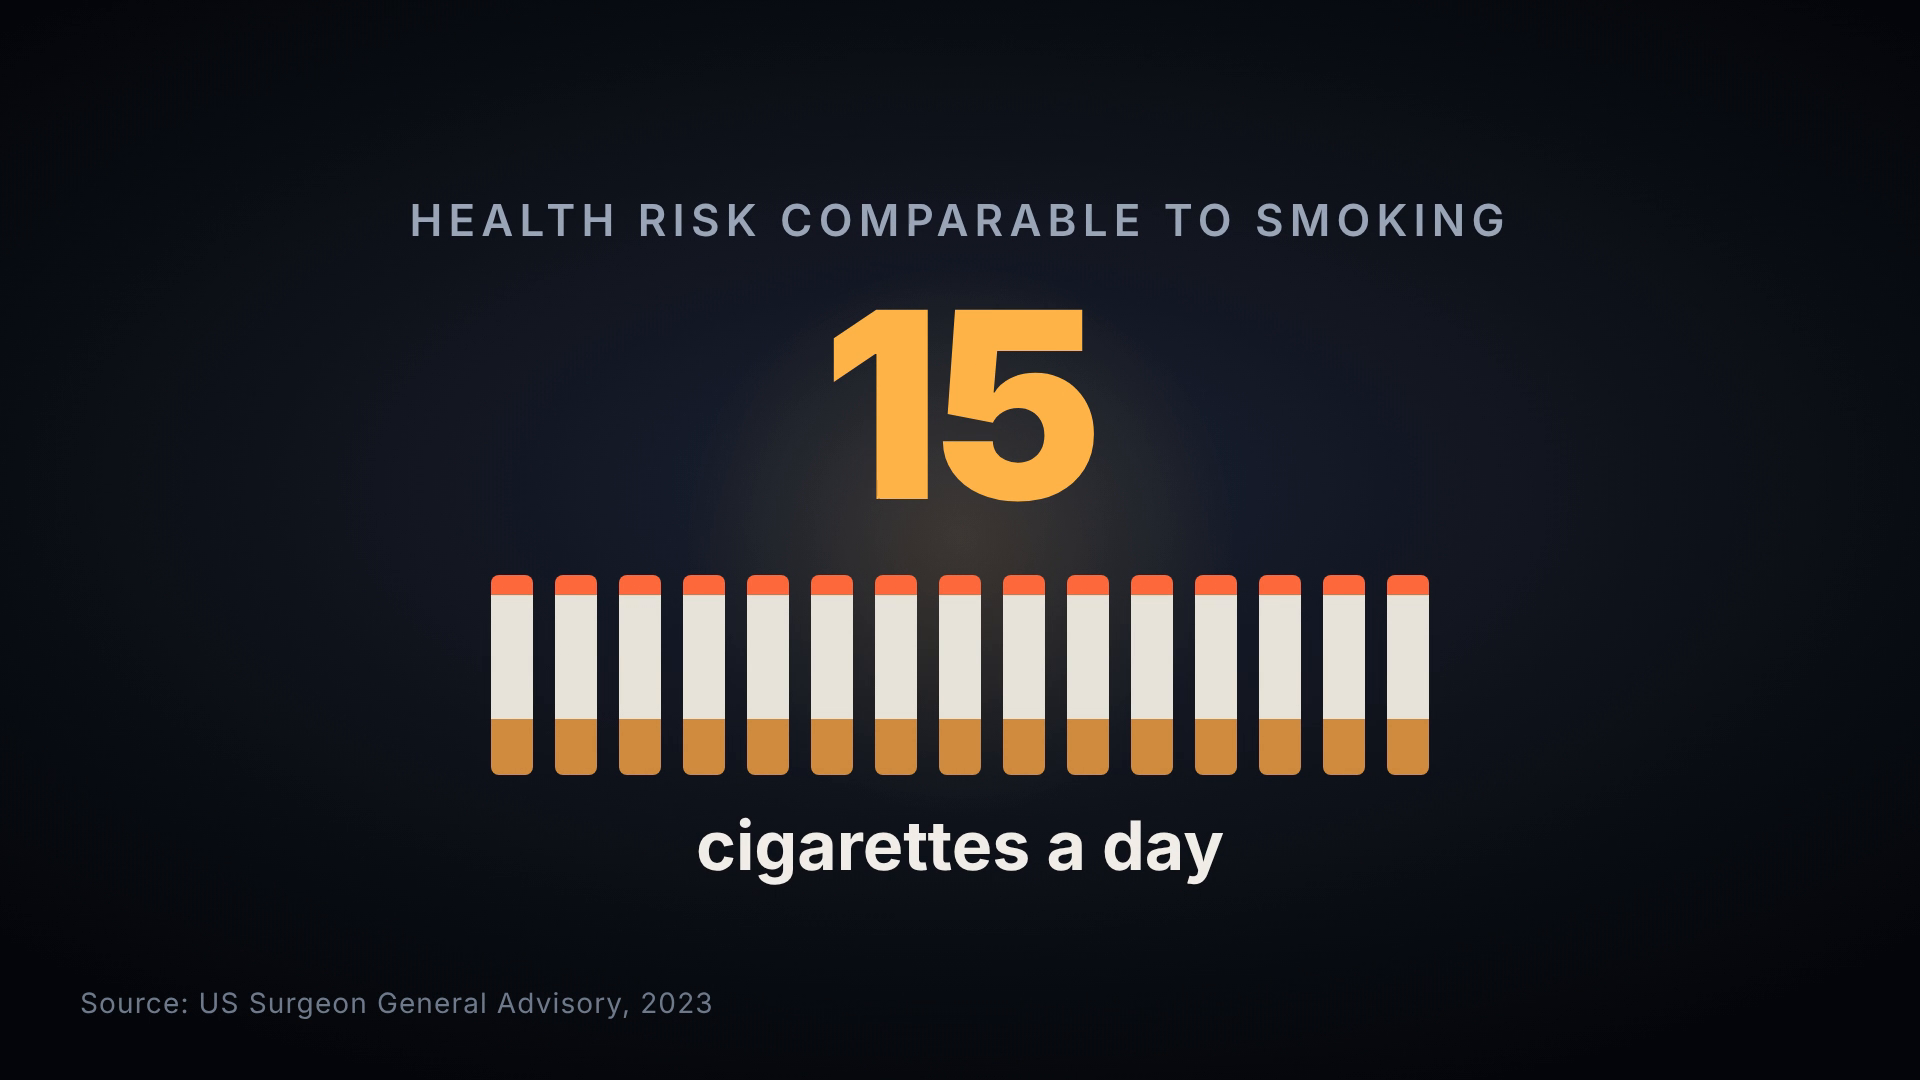 HEALTH RISK COMPARABLE TO SMOKING
15
cigarettes a day
Source: US Surgeon General Advisory, 2023